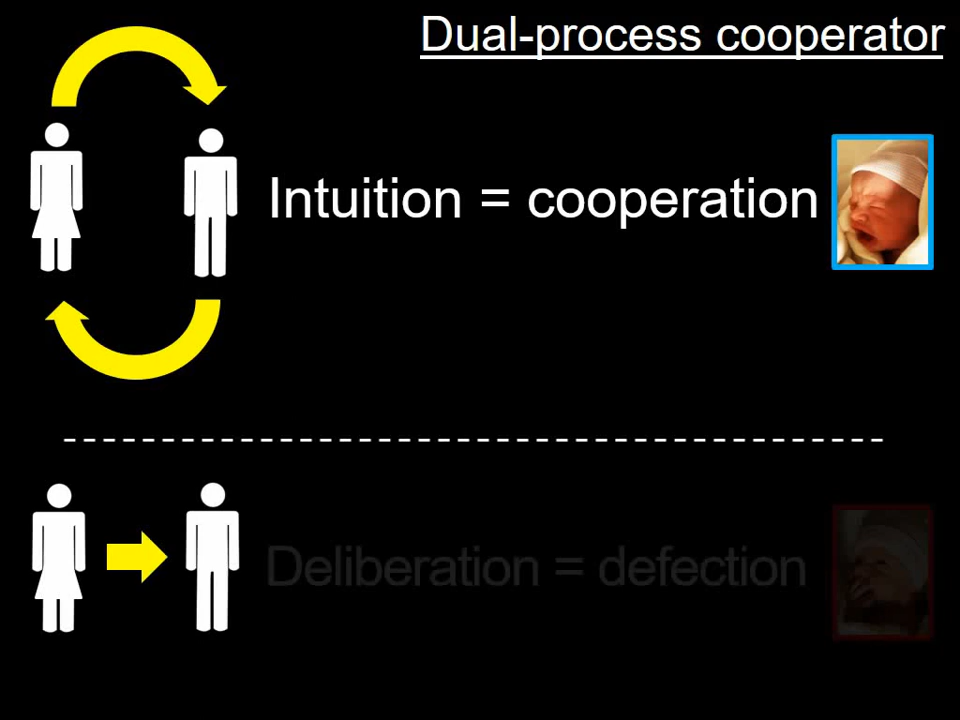 Dual-process cooperator
Intuition = cooperation
Deliberation = defection